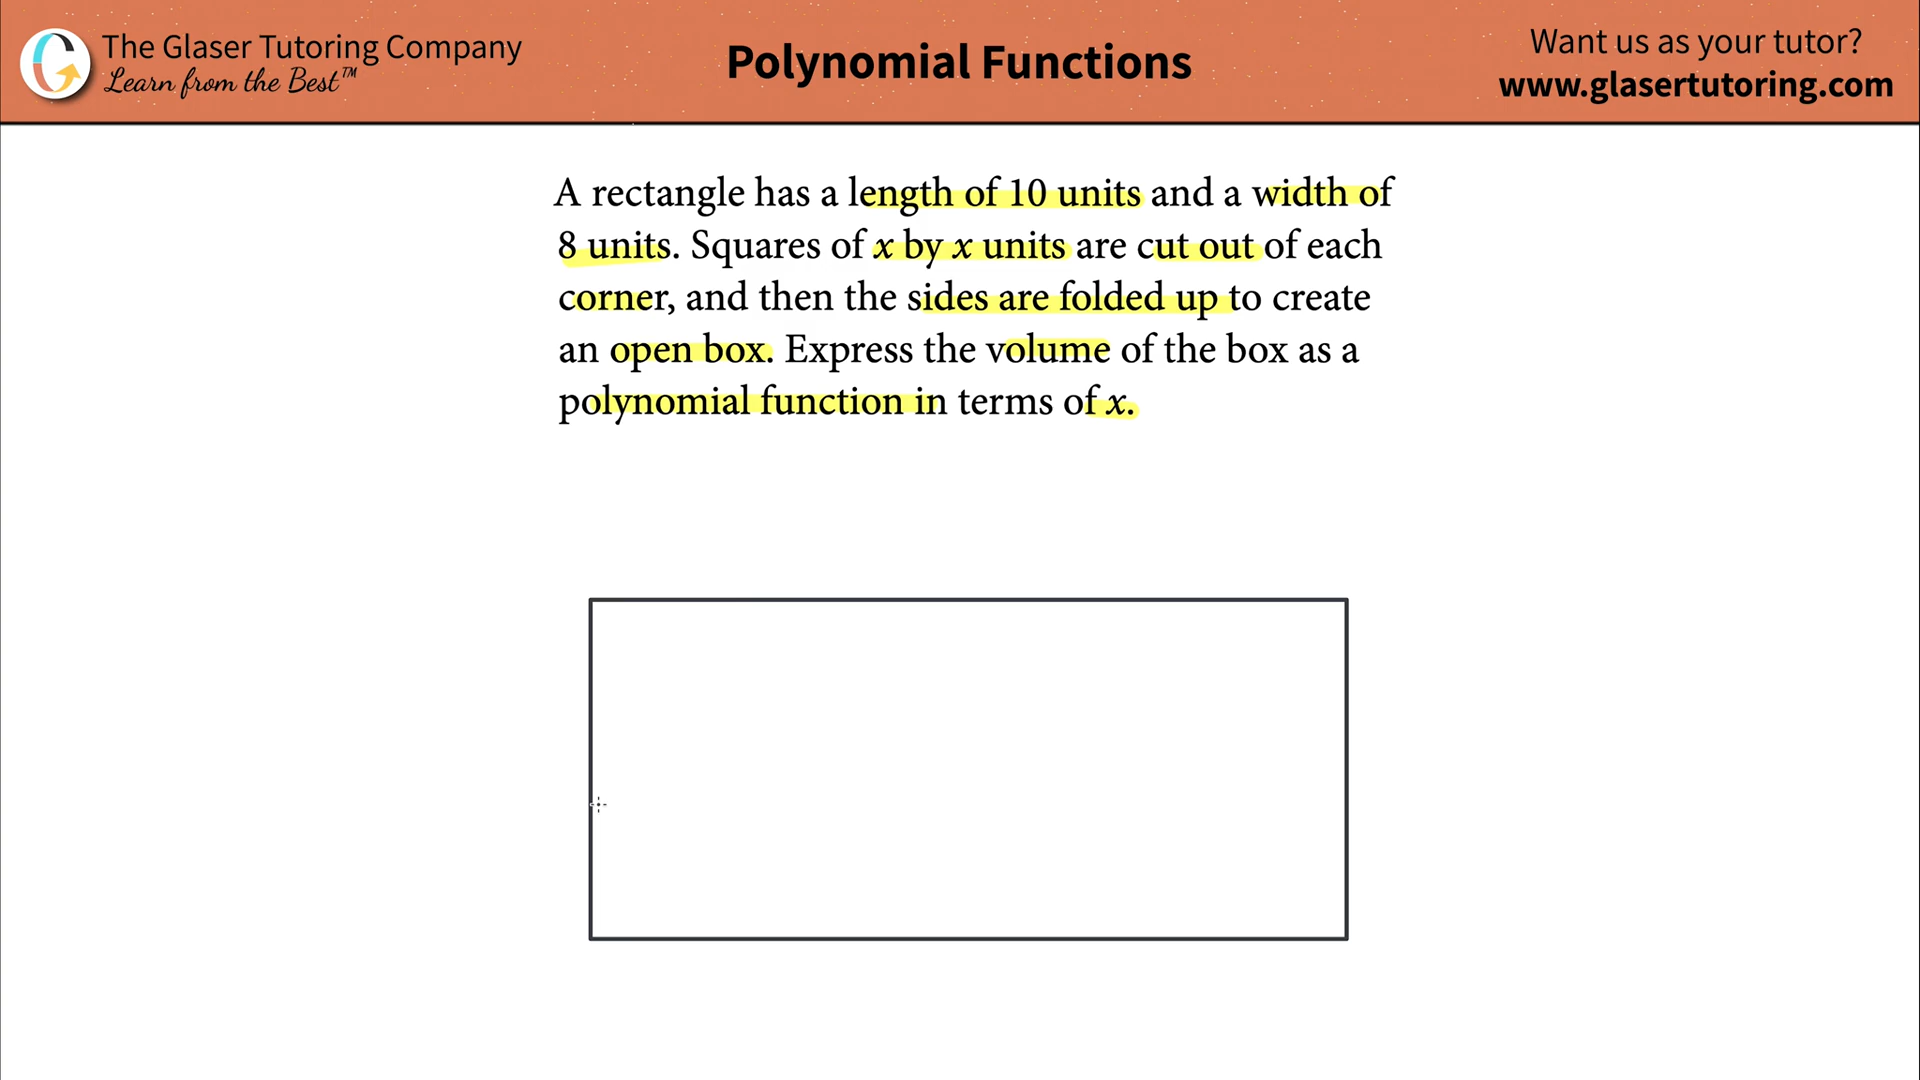 The Glaser Tutoring Company
Learn from the Best™
Polynomial Functions
Want us as your tutor?
www.glasertutoring.com
A rectangle has a length of 10 units and a width of
8 units. Squares of x by x units are cut out of each
corner, and then the sides are folded up to create
an open box. Express the volume of the box as a
polynomial function in terms of x.